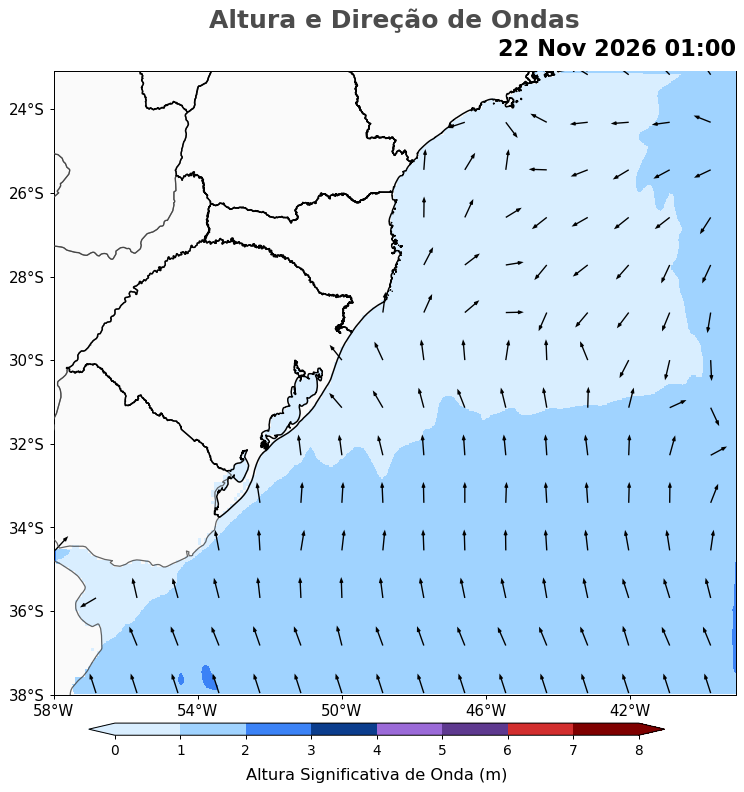 Altura e Direção de Ondas
22 Nov 2026 01:00
24°S
26°S
28°S
30°S
32°S
34°S
36°S
38°S
58°W 54°W 50°W 46°W 42°W
0 1 2 3 4 5 6 7 8
Altura Significativa de Onda (m)